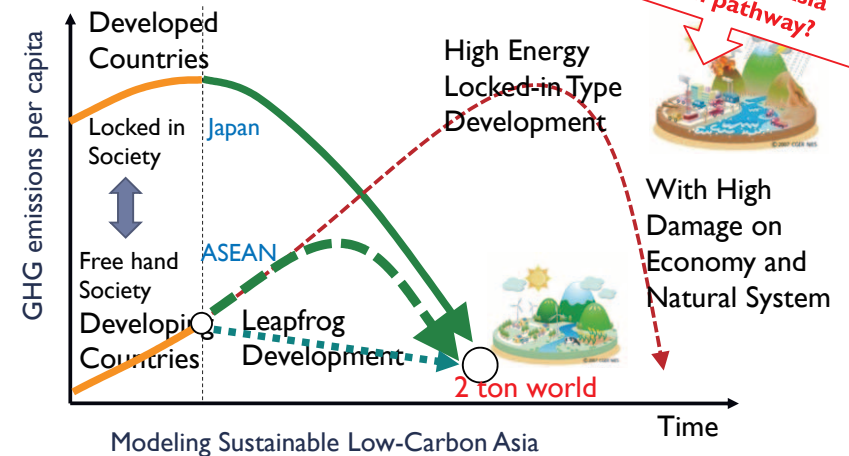 Asia
pathway?
Developed
Countries
High Energy
Locked-in Type
Development
GHG emissions per capita
Locked in
Society
Japan
With High
Damage on
Economy and
Natural System
ASEAN
Free hand
Society
Developing
Countries
Leapfrog
Development
2 ton world
Time
Modeling Sustainable Low-Carbon Asia